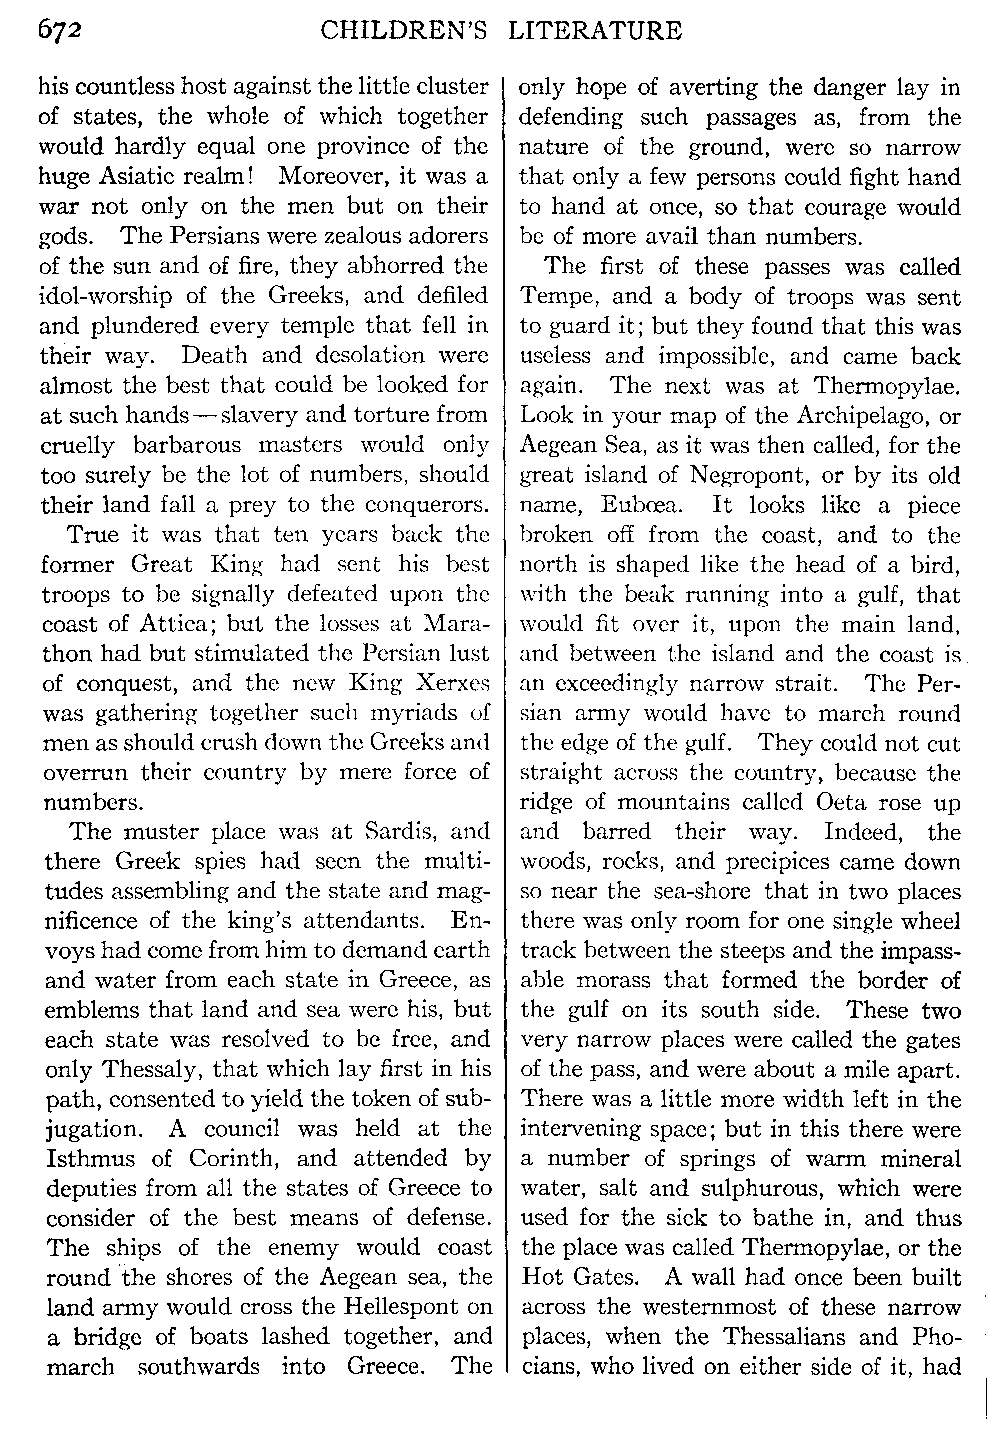 672 CHILDREN'S LITERATURE
his countless host against the little cluster
of states, the whole of which together
would hardly equal one province of the
huge Asiatic realm! Moreover, it was a
war not only on the men but on their
gods. The Persians were zealous adorers
of the sun and of fire, they abhorred the
idol-worship of the Greeks, and defiled
and plundered every temple that fell in
their way. Death and desolation were
almost the best that could be looked for
at such hands—slavery and torture from
cruelly barbarous masters would only
too surely be the lot of numbers, should
their land fall a prey to the conquerors.
True it was that ten years back the
former Great King had sent his best
troops to be signally defeated upon the
coast of Attica; but the losses at Mara-
thon had but stimulated the Persian lust
of conquest, and the new King Xerxes
was gathering together such myriads of
men as should crush down the Greeks and
overrun their country by mere force of
numbers.
The muster place was at Sardis, and
there Greek spies had seen the multi-
tudes assembling and the state and mag-
nificence of the king's attendants. En-
voys had come from him to demand earth
and water from each state in Greece, as
emblems that land and sea were his, but
each state was resolved to be free, and
only Thessaly, that which lay first in his
path, consented to yield the token of sub-
jugation. A council was held at the
Isthmus of Corinth, and attended by
deputies from all the states of Greece to
consider of the best means of defense.
The ships of the enemy would coast
round the shores of the Aegean sea, the
land army would cross the Hellespont on
a bridge of boats lashed together, and
march southwards into Greece. The
only hope of averting the danger lay in
defending such passages as, from the
nature of the ground, were so narrow
that only a few persons could fight hand
to hand at once, so that courage would
be of more avail than numbers.
The first of these passes was called
Tempe, and a body of troops was sent
to guard it; but they found that this was
useless and impossible, and came back
again. The next was at Thermopylae.
Look in your map of the Archipelago, or
Aegean Sea, as it was then called, for the
great island of Negropont, or by its old
name, Eubœa. It looks like a piece
broken off from the coast, and to the
north is shaped like the head of a bird,
with the beak running into a gulf, that
would fit over it, upon the main land,
and between the island and the coast is
an exceedingly narrow strait. The Per-
sian army would have to march round
the edge of the gulf. They could not cut
straight across the country, because the
ridge of mountains called Oeta rose up
and barred their way. Indeed, the
woods, rocks, and precipices came down
so near the sea-shore that in two places
there was only room for one single wheel
track between the steeps and the impass-
able morass that formed the border of
the gulf on its south side. These two
very narrow places were called the gates
of the pass, and were about a mile apart.
There was a little more width left in the
intervening space; but in this there were
a number of springs of warm mineral
water, salt and sulphurous, which were
used for the sick to bathe in, and thus
the place was called Thermopylae, or the
Hot Gates. A wall had once been built
across the westernmost of these narrow
places, when the Thessalians and Pho-
cians, who lived on either side of it, had